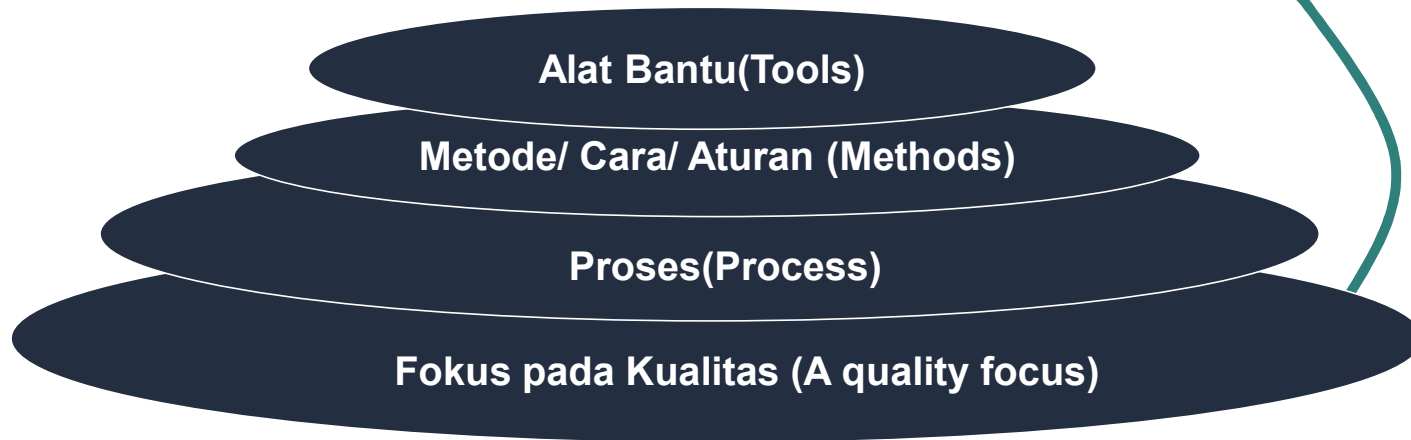 Alat Bantu(Tools)
Metode/ Cara/ Aturan (Methods)
Proses(Process)
Fokus pada Kualitas (A quality focus)